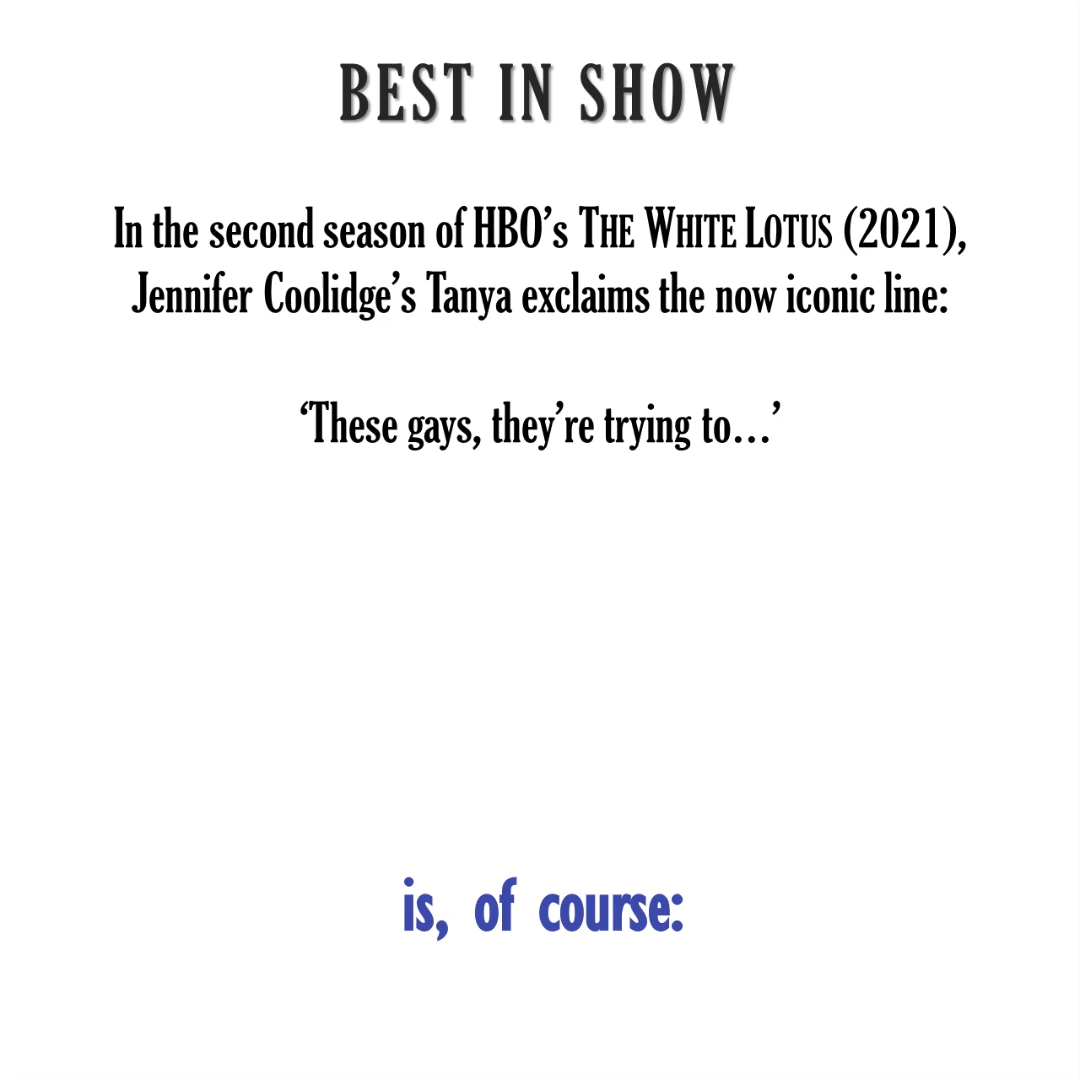 BEST IN SHOW
In the second season of HBO’s THE WHITE LOTUS (2021),
Jennifer Coolidge’s Tanya exclaims the now iconic line:
‘These gays, they’re trying to…’
is, of course: